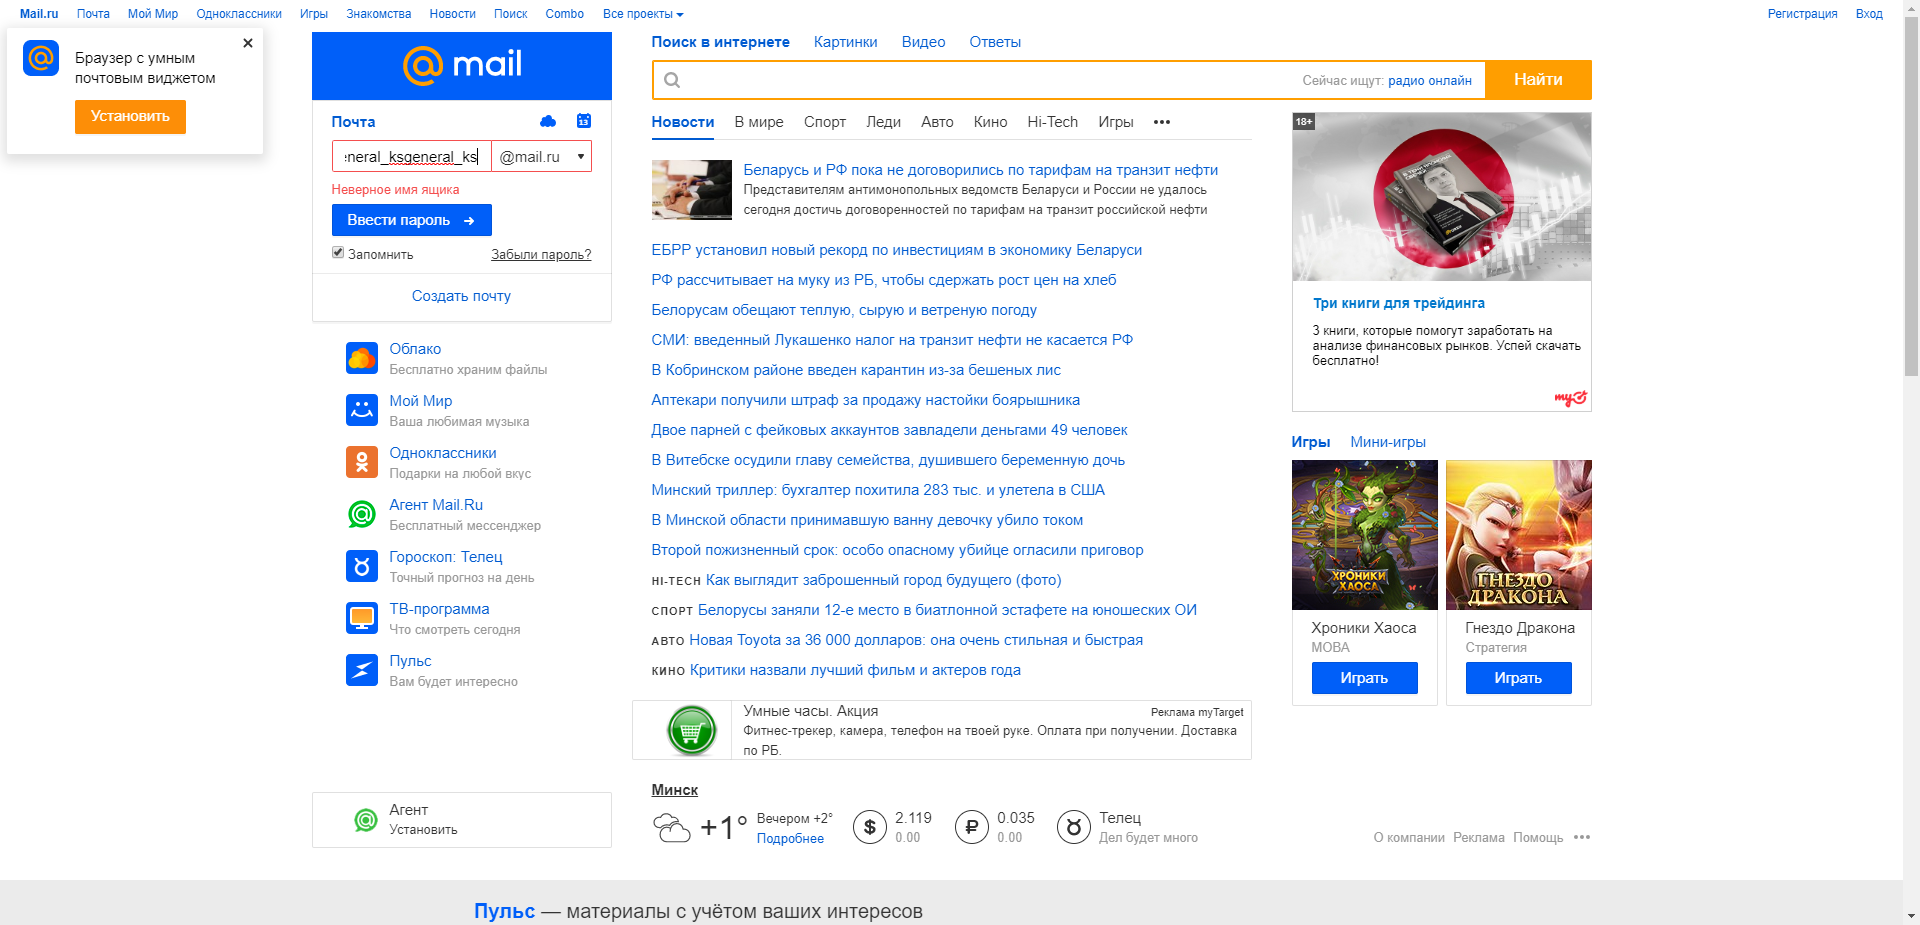 Mail.ru Почта Мой Мир Одноклассники Игры Знакомства Новости Поиск Combo Все проекты Регистрация Вход
Браузер с умным
почтовым виджетом
Установить
@mail
Почта
13
eneral_ksgeneral_ks @mail.ru
Неверное имя ящика
Ввести пароль
Запомнить Забыли пароль?
Создать почту
Облако
Бесплатно храним файлы
Мой Мир
Ваша любимая музыка
Одноклассники
Подарки на любой вкус
Агент Mail.Ru
Бесплатный мессенджер
Гороскоп: Телец
Точный прогноз на день
ТВ-программа
Что смотреть сегодня
Пульс
Вам будет интересно
Агент
Установить
Поиск в интернете Картинки Видео Ответы
Сейчас ищут: радио онлайн Найти
Новости В мире Спорт Леди Авто Кино Hi-Tech Игры •••
Беларусь и РФ пока не договорились по тарифам на транзит нефти
Представителям антимонопольных ведомств Беларуси и России не удалось
сегодня достичь договоренностей по тарифам на транзит российской нефти
ЕБРР установил новый рекорд по инвестициям в экономику Беларуси
РФ рассчитывает на муку из РБ, чтобы сдержать рост цен на хлеб
Белорусам обещают теплую, сырую и ветреную погоду
СМИ: введенный Лукашенко налог на транзит нефти не касается РФ
В Кобринском районе введен карантин из-за бешеных лис
Аптекари получили штраф за продажу настойки боярышника
Двое парней с фейковых аккаунтов завладели деньгами 49 человек
В Витебске осудили главу семейства, душившего беременную дочь
Минский триллер: бухгалтер похитила 283 тыс. и улетела в США
В Минской области принимавшую ванну девочку убило током
Второй пожизненный срок: особо опасному убийце огласили приговор
HI-TECH Как выглядит заброшенный город будущего (фото)
СПОРТ Белорусы заняли 12-е место в биатлонной эстафете на юношеских ОИ
АВТО Новая Toyota за 36 000 долларов: она очень стильная и быстрая
КИНО Критики назвали лучший фильм и актеров года
Умные часы. Акция Реклама myTarget
Фитнес-трекер, камера, телефон на твоей руке. Оплата при получении. Доставка
по РБ.
Минск
+1° Вечером +2° $ 2.119 ₽ 0.035 Телец
Подробнее 0.00 0.00 Дел будет много
18+
Три книги для трейдинга
3 книги, которые помогут заработать на
анализе финансовых рынков. Успей скачать
бесплатно!
Игры Мини-игры
ХРОНИКИ
ХАОСА
ГНЕЗДО
ДРАКОНА
Хроники Хаоса Гнездо Дракона
MOBA Стратегия
Играть Играть
О компании Реклама Помощь •••
Пульс — материалы с учётом ваших интересов